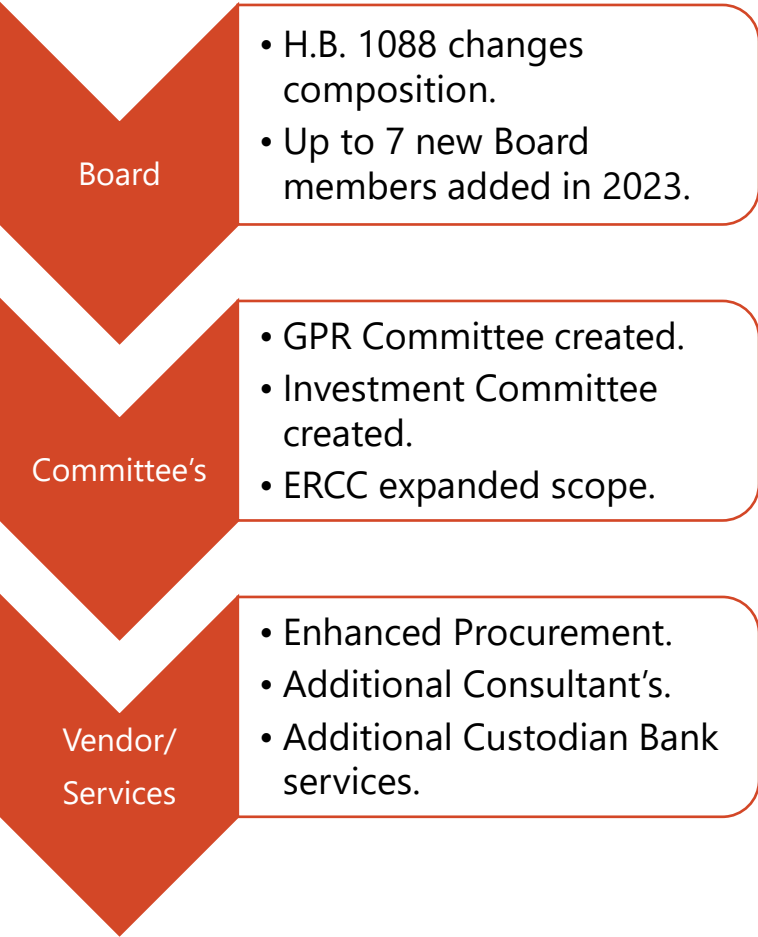 Board
• H.B. 1088 changes
composition.
• Up to 7 new Board
members added in 2023.
Committee’s
• GPR Committee created.
• Investment Committee
created.
• ERCC expanded scope.
Vendor/
Services
• Enhanced Procurement.
• Additional Consultant’s.
• Additional Custodian Bank
services.